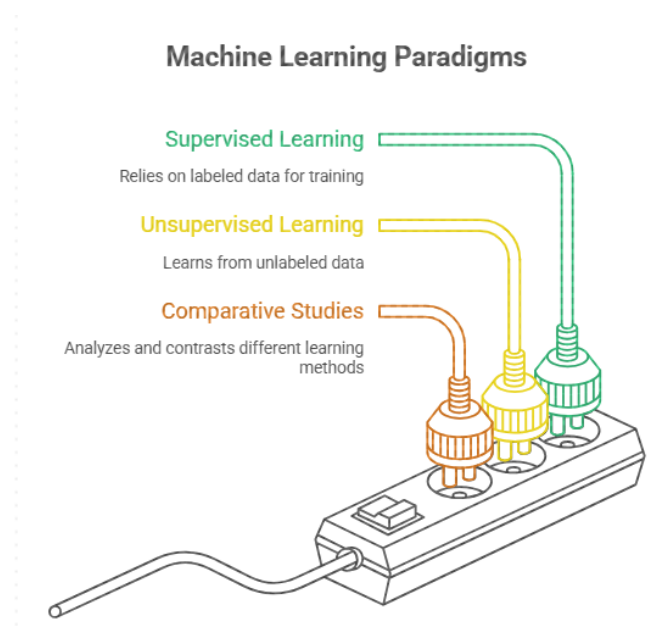 Machine Learning Paradigms
Supervised Learning
Relies on labeled data for training
Unsupervised Learning
Learns from unlabeled data
Comparative Studies
Analyzes and contrasts different learning
methods